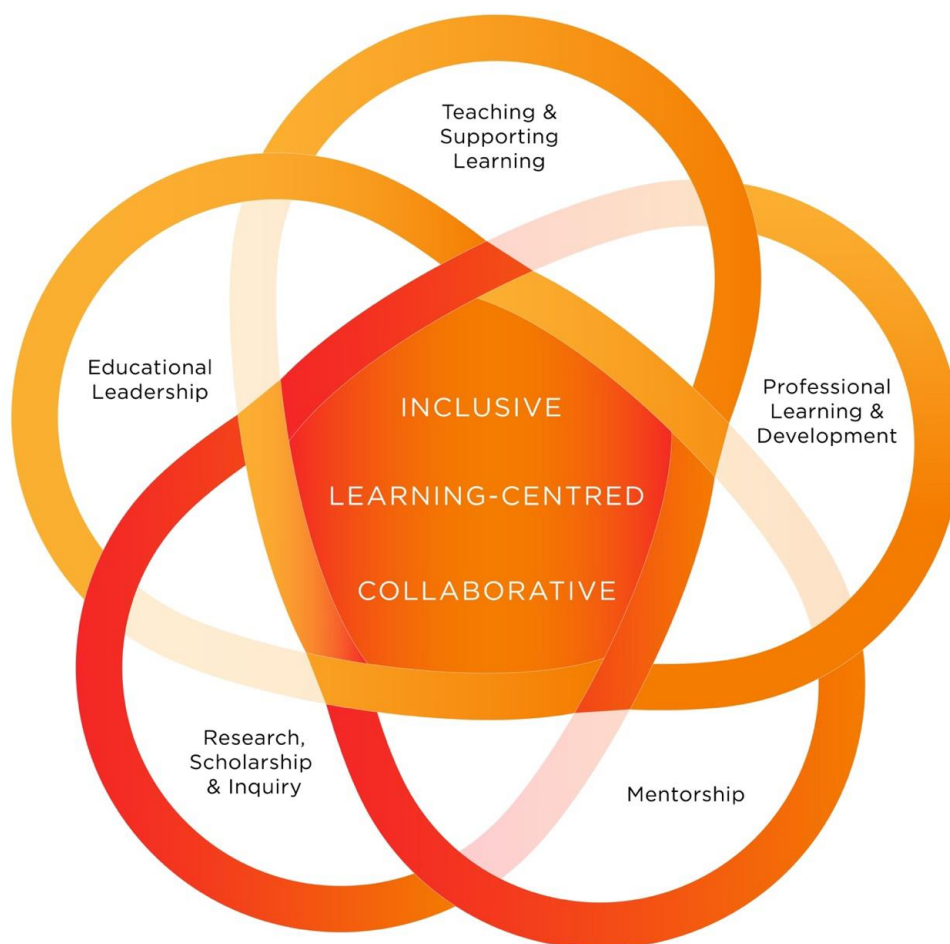 Teaching &
Supporting
Learning
Educational
Leadership
Professional
Learning &
Development
INCLUSIVE
LEARNING-CENTRED
COLLABORATIVE
Research,
Scholarship
& Inquiry
Mentorship